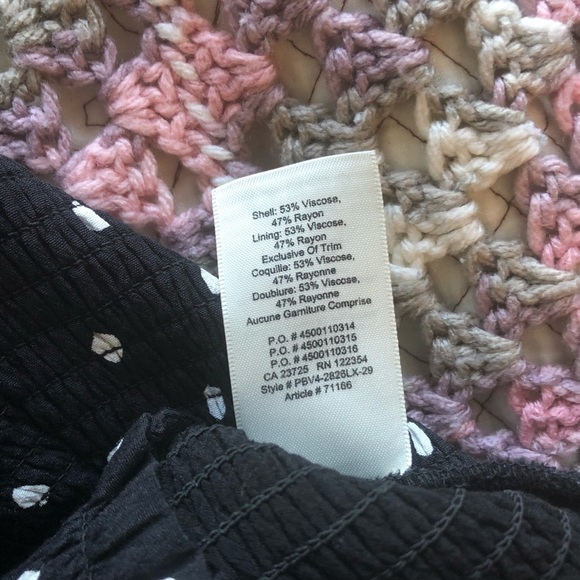 Shell: 53% Viscose,
47% Rayon
Lining: 53% Viscose,
47% Rayon
Exclusive Of Trim
Coquille: 53% Viscose,
47% Rayonne
Doublure: 53% Viscose,
47% Rayonne
Aucune Garniture Comprise
P.O. # 4500110314
P.O. # 4500110315
P.O. # 4500110316
CA 23725 RN 122354
Style # PBV4-2826LX-29
Article # 71166